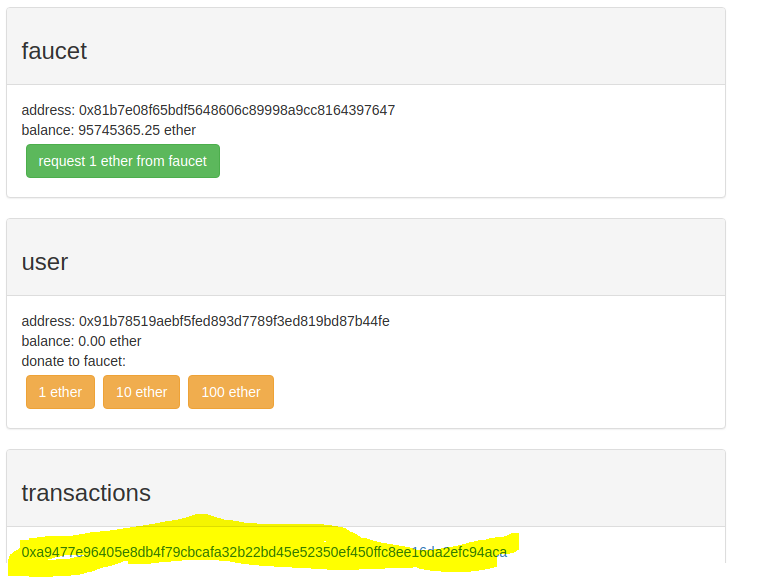 faucet
address: 0x81b7e08f65bdf5648606c89998a9cc8164397647
balance: 95745365.25 ether
request 1 ether from faucet
user
address: 0x91b78519aebf5fed893d7789f3ed819bd87b44fe
balance: 0.00 ether
donate to faucet:
1 ether 10 ether 100 ether
transactions
0xa9477e96405e8db4f79cbcafa32b22bd45e52350ef450ffc8ee16da2efc94aca